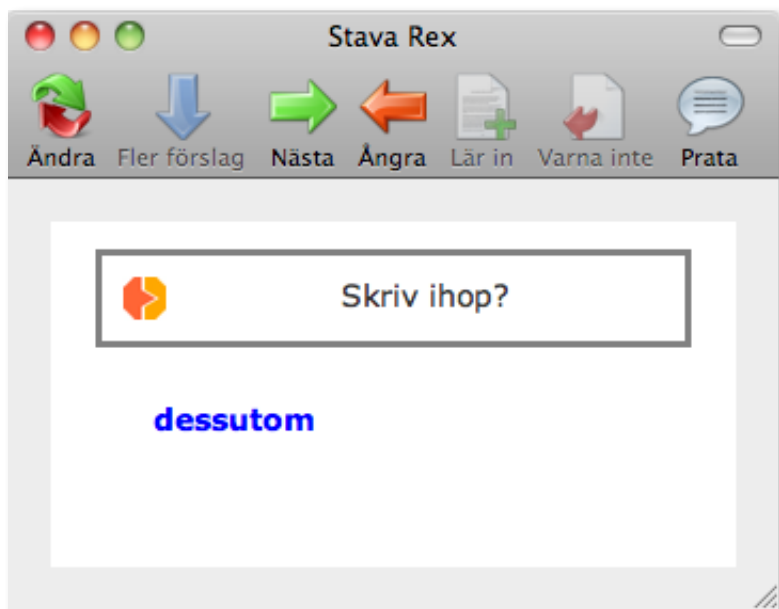 Stava Rex
Ändra Fler förslag Nästa Ångra Lär in Varna inte Prata
Skriv ihop?
dessutom